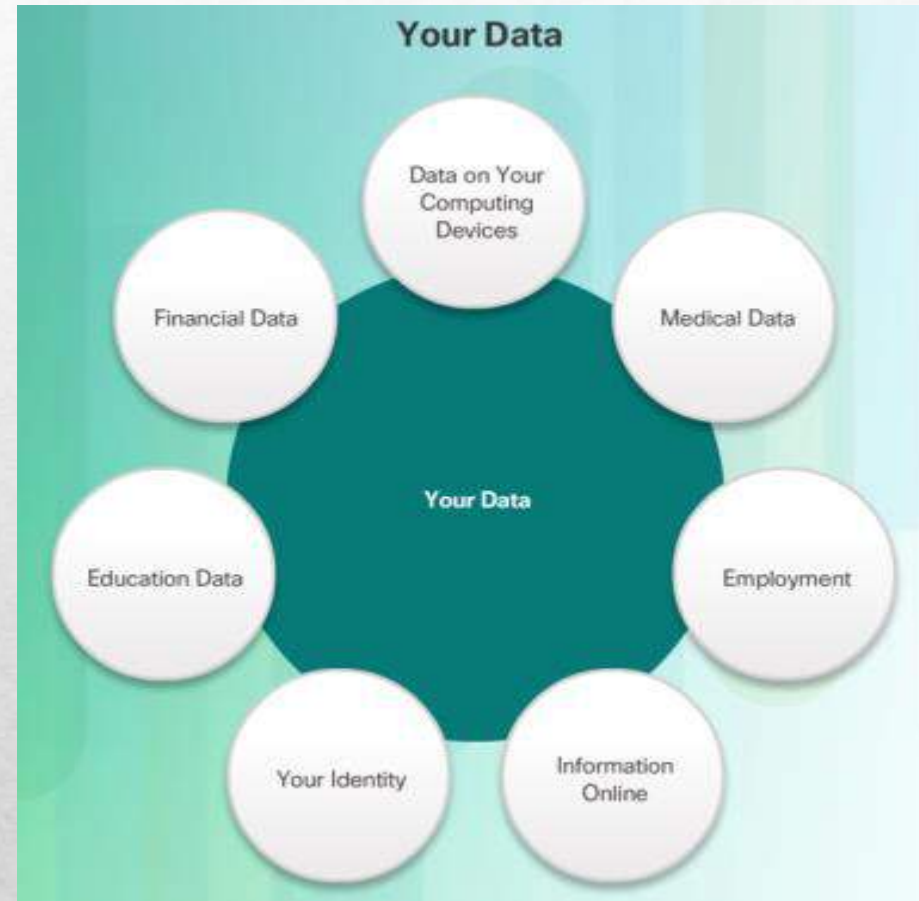 Your Data
Data on Your
Computing
Devices
Financial Data
Medical Data
Your Data
Education Data
Employment
Your Identity
Information
Online